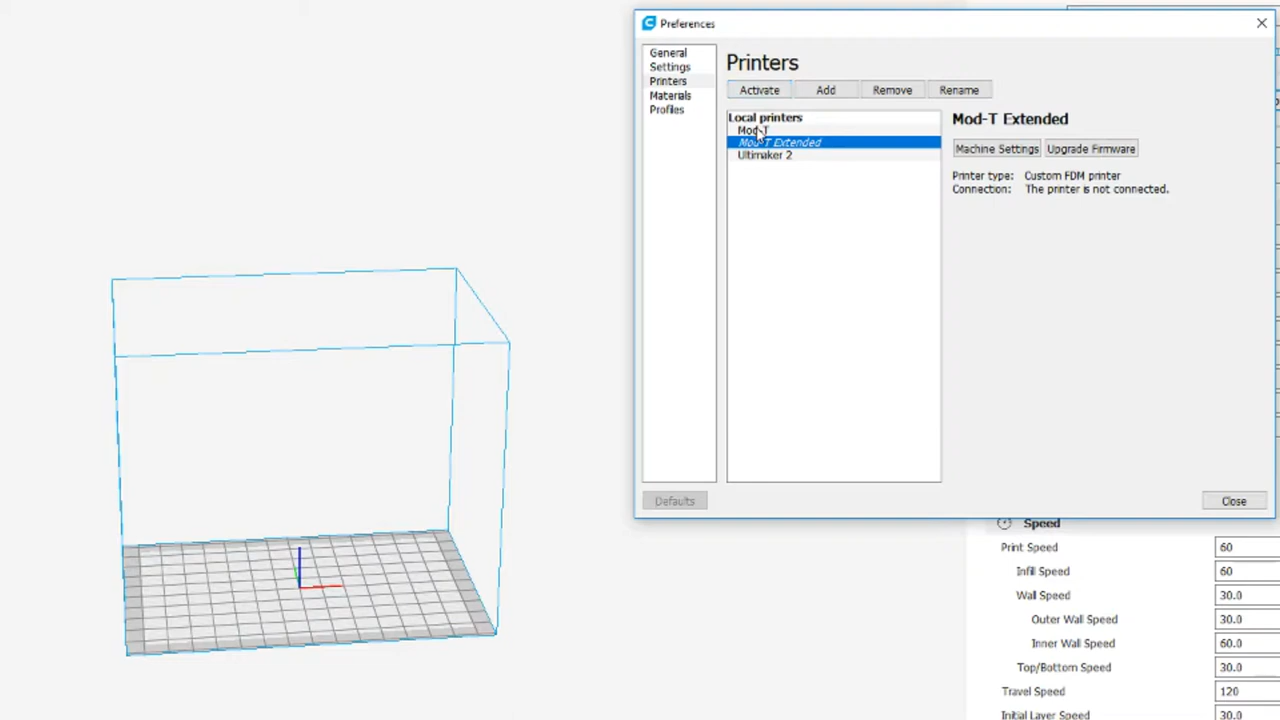 Preferences
General
Settings
Printers
Materials
Profiles
Printers
Activate Add Remove Rename
Local printers
Mod-T
Mod-T Extended
Ultimaker 2
Mod-T Extended
Machine Settings Upgrade Firmware
Printer type: Custom FDM printer
Connection: The printer is not connected.
Defaults
Close
Speed
Print Speed 60
Infill Speed 60
Wall Speed 30.0
Outer Wall Speed 30.0
Inner Wall Speed 60.0
Top/Bottom Speed 30.0
Travel Speed 120
Initial Layer Speed 30.0